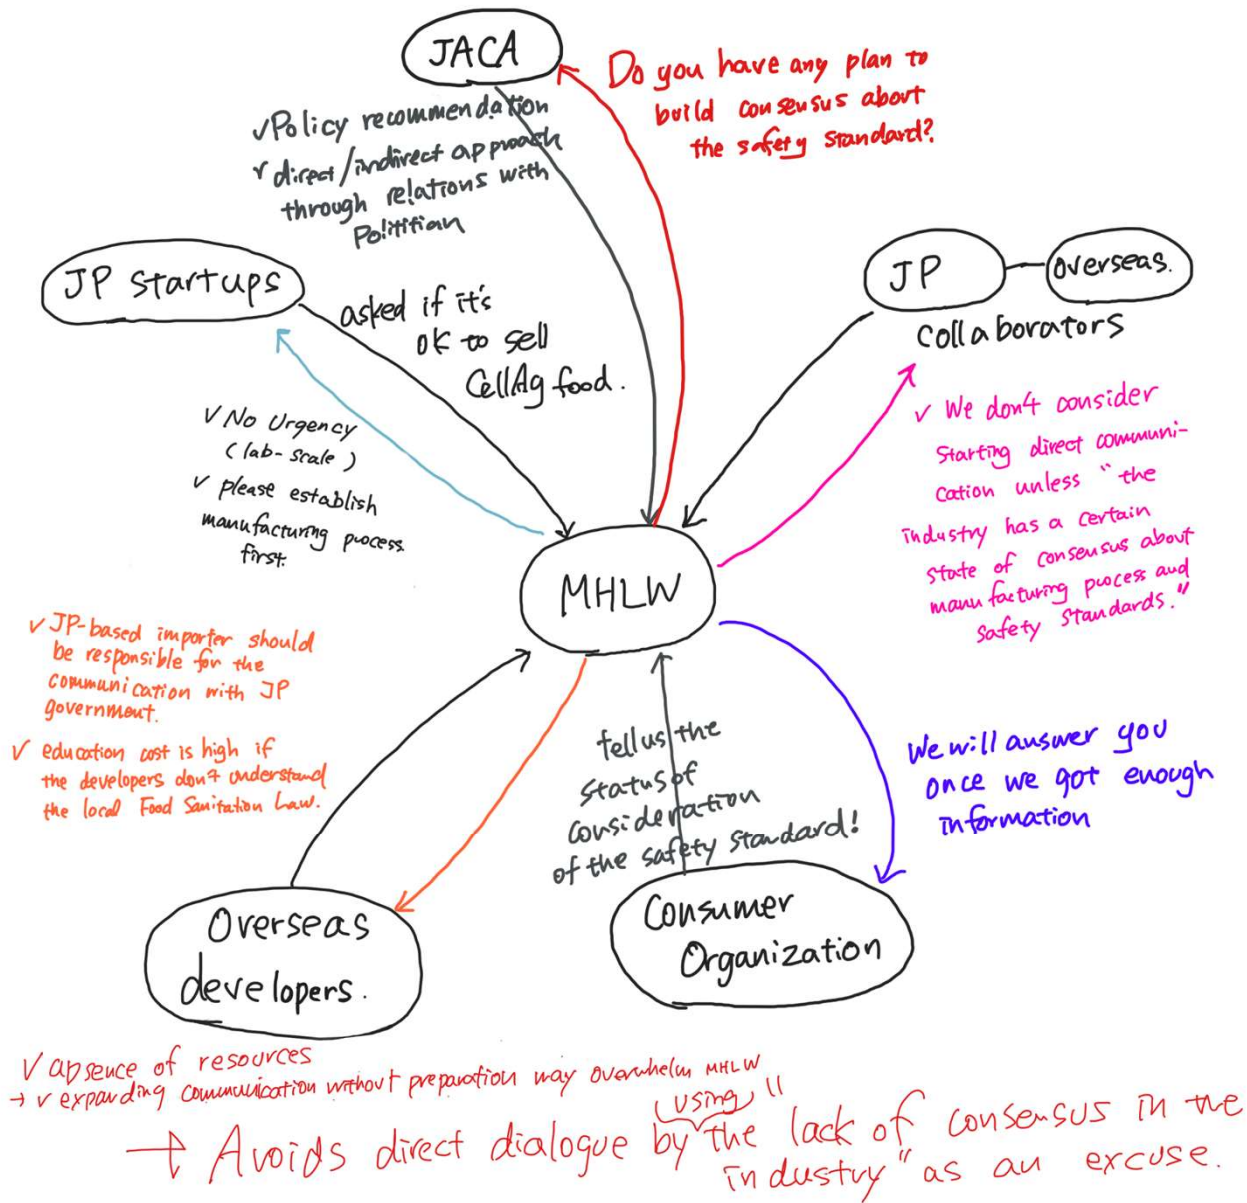 JACA
Do you have any plan to
build consensus about
the safety standard?
✓Policy recommendation
✓direct/indirect approach
through relations with
Polititian
JP startups
asked if it's
OK to sell
CellAg food.
JP
overseas.
collaborators
✓ No Urgency
(lab-scale)
✓ please establish
manufacturing process
first.
✓ We don't consider
starting direct communi-
cation unless "the
industry has a certain
state of consensus about
manufacturing process and
safety standards."
MHLW
✓ JP-based importer should
be responsible for the
communication with JP
government.
✓ education cost is high if
the developers don't understand
the local Food Sanitation Law.
tell us the
status of
consideration
of the safety standard!
We will answer you
once we got enough
information
Overseas
developers.
Consumer
Organization
✓ absence of resources
→ ✓ expanding communication without preparation may overwhelm MHLW
→ Avoids direct dialogue by (using) "the lack of consensus in the
industry" as an excuse.